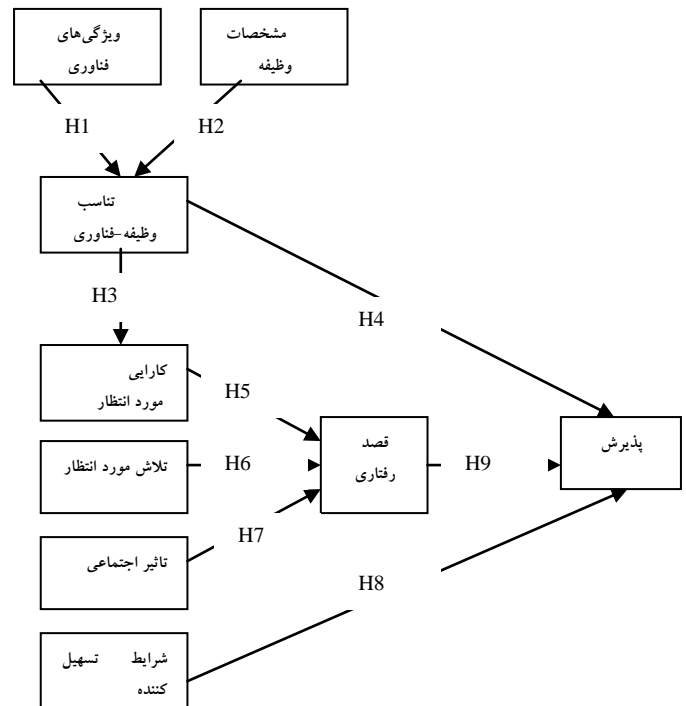 ویژگی‌های
فناوری
مشخصات
وظیفه
H1
H2
تناسب
وظیفه-فناوری
H3
H4
کارایی
مورد انتظار
H5
قصد
رفتاری
پذیرش
تلاش مورد انتظار
H6
H9
H7
تاثیر اجتماعی
H8
شرایط تسهیل
کننده